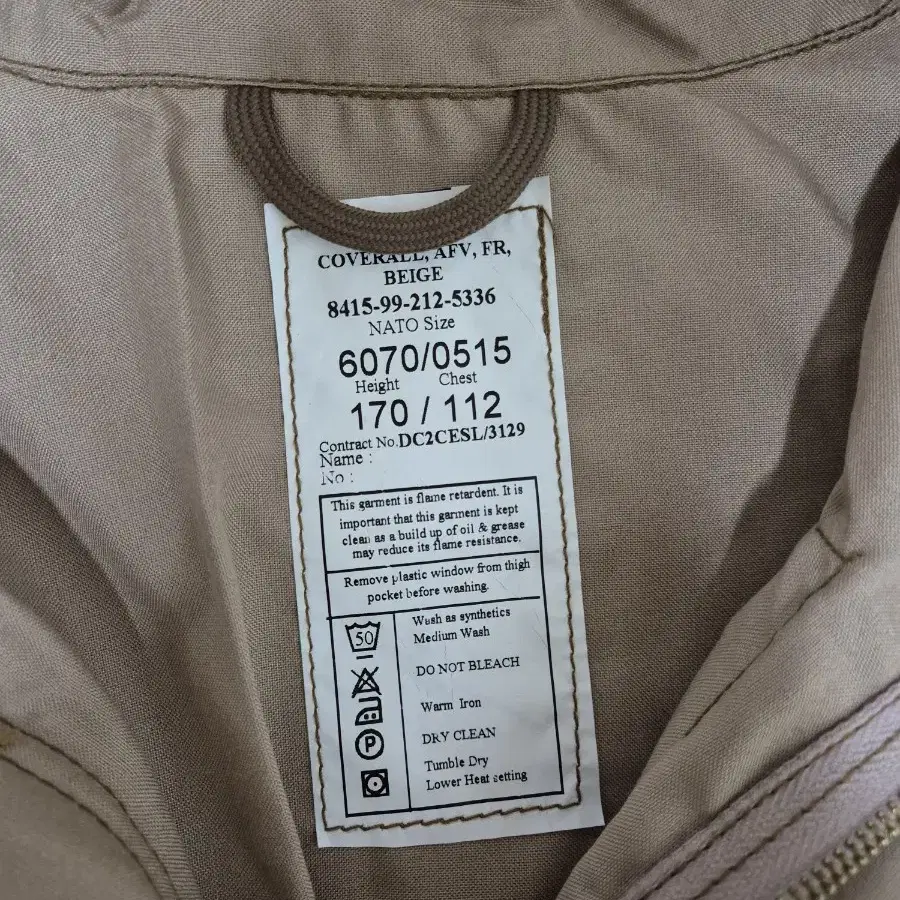 COVERALL, AFV, FR,
BEIGE
8415-99-212-5336
NATO Size
6070/0515
Height Chest
170 / 112
Contract No. DC2CESL/3129
Name :
No :
This garment is flame retardent. It is
important that this garment is kept
clean as a build up of oil & grease
may reduce its flame resistance.
Remove plastic window from thigh
pocket before washing.
50
Wash as synthetics
Medium Wash
DO NOT BLEACH
Warm Iron
P
DRY CLEAN
Tumble Dry
Lower Heat setting